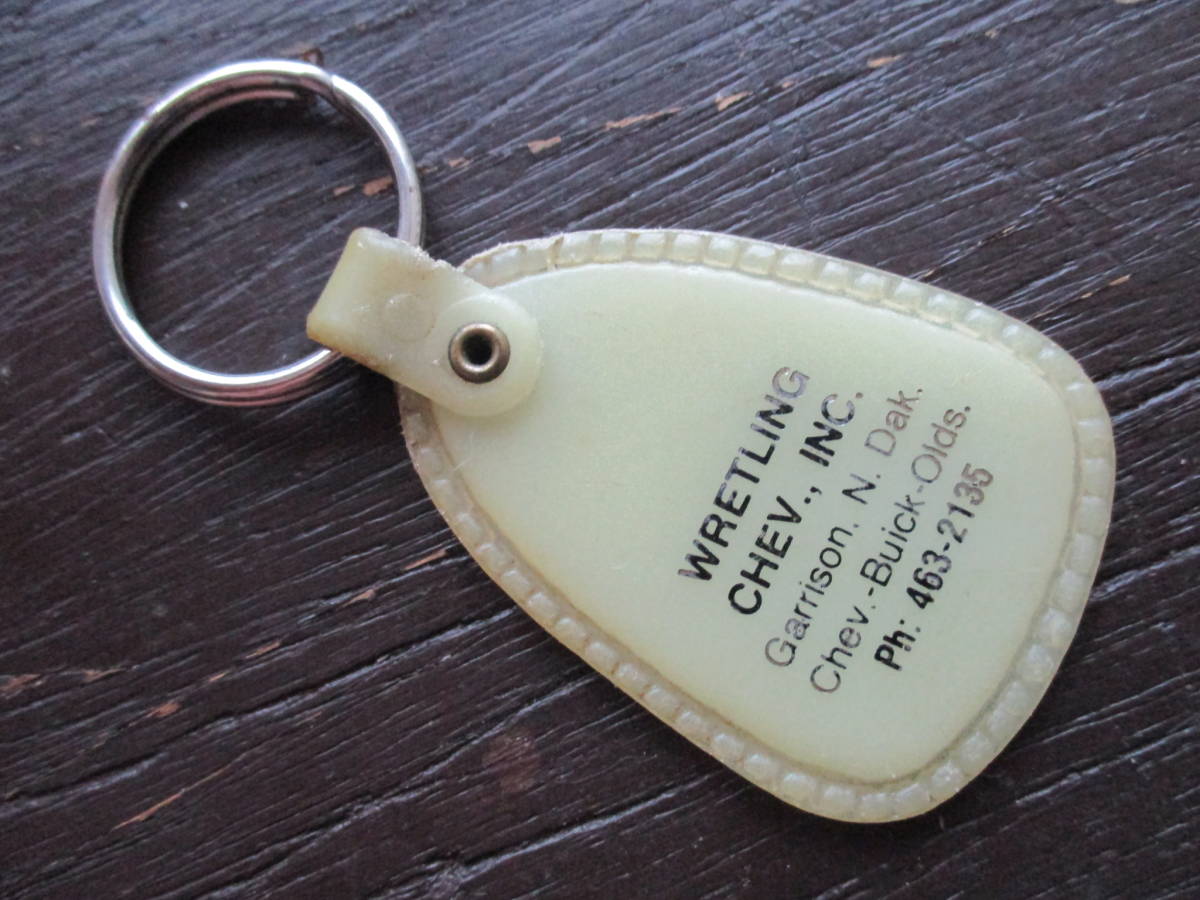 WRETLING
CHEV., INC.
Garrison, N. Dak.
Chev.-Buick-Olds.
Ph: 463-2135